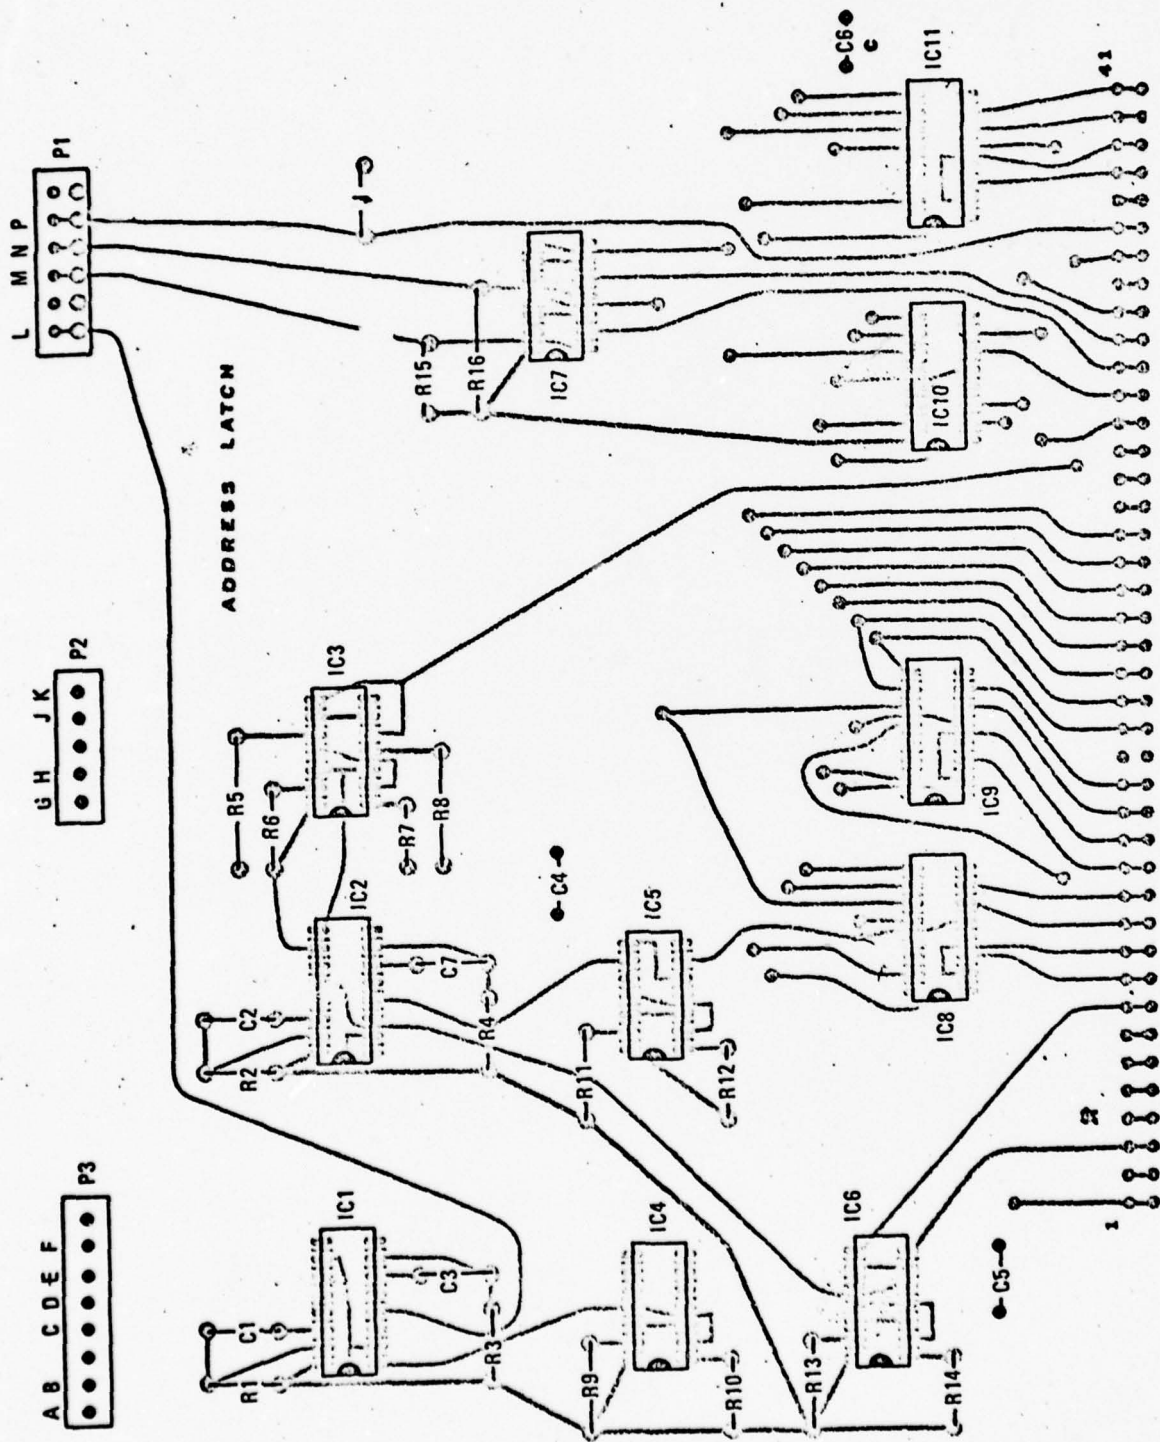 A B C D E F
P3
G H J K
P2
L M N P
P1
ADDRESS LATCH
R1
C1
IC1
R2
C2
IC2
R5
R6
IC3
J
C3
R3
C7
R4
R7
R8
R15
R16
IC7
C4
R9
IC4
R10
R11
IC5
R12
R13
IC6
R14
IC8
IC9
IC10
IC11
C6
C
C5
1
41